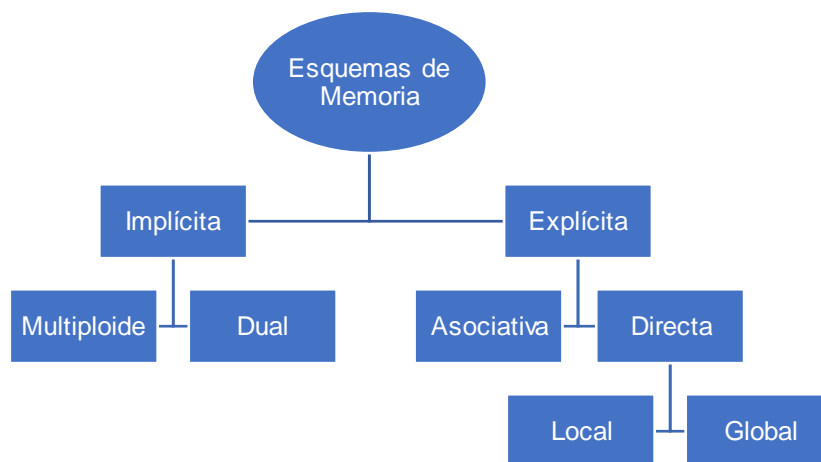 Esquemas de
Memoria
Implícita
Explícita
Multiploide
Dual
Asociativa
Directa
Local
Global